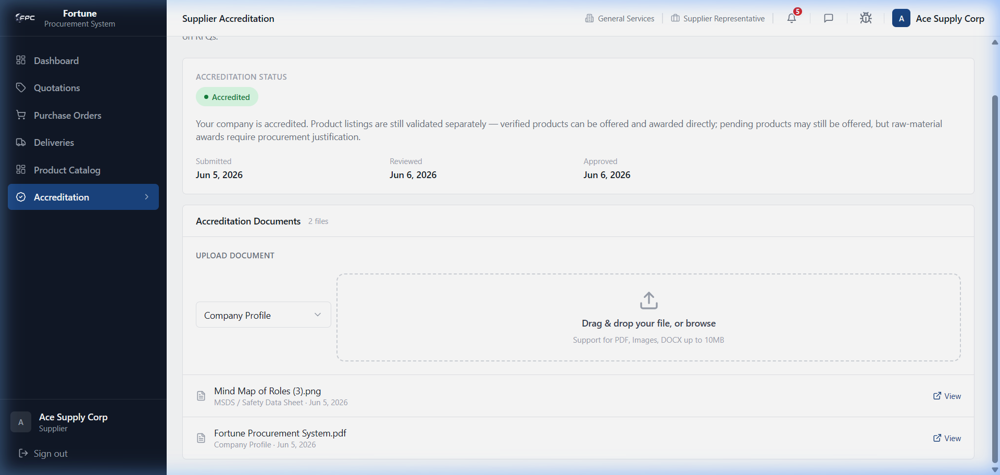 FPC
Fortune
Procurement System
Dashboard
Quotations
Purchase Orders
Deliveries
Product Catalog
Accreditation
Ace Supply Corp
Supplier
A
Sign out
Supplier Accreditation
General Services
Supplier Representative
5
A
Ace Supply Corp
on RFQs.
ACCREDITATION STATUS
Accredited
Your company is accredited. Product listings are still validated separately — verified products can be offered and awarded directly; pending products may still be offered, but raw-material
awards require procurement justification.
Submitted
Jun 5, 2026
Reviewed
Jun 6, 2026
Approved
Jun 6, 2026
Accreditation Documents 2 files
UPLOAD DOCUMENT
Company Profile
Drag & drop your file, or browse
Support for PDF, Images, DOCX up to 10MB
Mind Map of Roles (3).png
MSDS / Safety Data Sheet · Jun 5, 2026
View
Fortune Procurement System.pdf
Company Profile · Jun 5, 2026
View